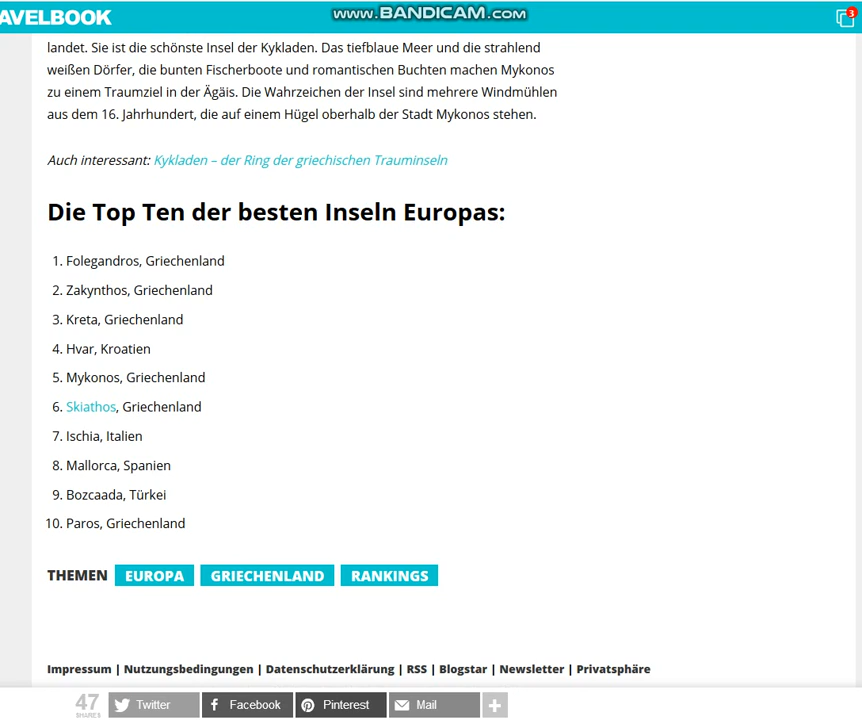 AVELBOOK
www.BANDICAM.com
3
landet. Sie ist die schönste Insel der Kykladen. Das tiefblaue Meer und die strahlend
weißen Dörfer, die bunten Fischerboote und romantischen Buchten machen Mykonos
zu einem Traumziel in der Ägäis. Die Wahrzeichen der Insel sind mehrere Windmühlen
aus dem 16. Jahrhundert, die auf einem Hügel oberhalb der Stadt Mykonos stehen.
Auch interessant: Kykladen – der Ring der griechischen Trauminseln
Die Top Ten der besten Inseln Europas:
1. Folegandros, Griechenland
2. Zakynthos, Griechenland
3. Kreta, Griechenland
4. Hvar, Kroatien
5. Mykonos, Griechenland
6. Skiathos, Griechenland
7. Ischia, Italien
8. Mallorca, Spanien
9. Bozcaada, Türkei
10. Paros, Griechenland
THEMEN EUROPA GRIECHENLAND RANKINGS
Impressum | Nutzungsbedingungen | Datenschutzerklärung | RSS | Blogstar | Newsletter | Privatsphäre
47 Twitter Facebook Pinterest Mail
SHARES